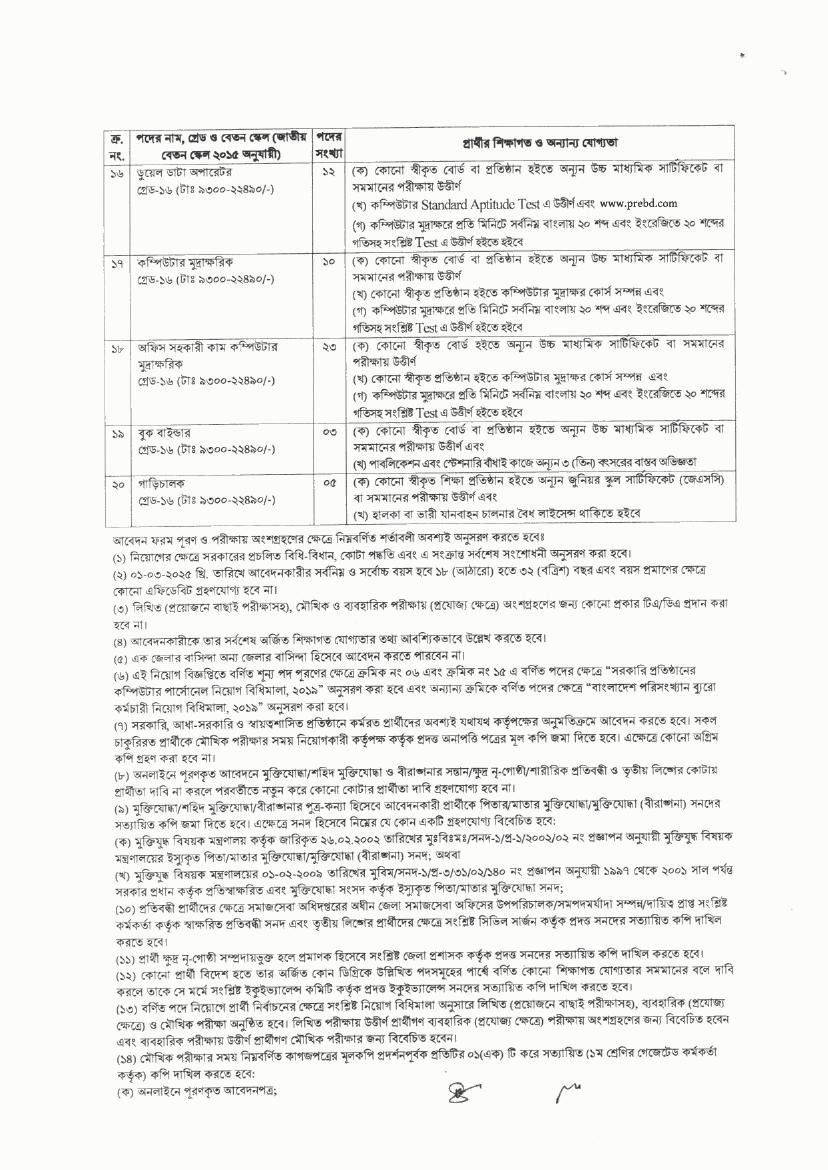 ক্র. নং.
পদের নাম, গ্রেড ও বেতন স্কেল (জাতীয় বেতন স্কেল ২০১৫ অনুযায়ী)
পদের সংখ্যা
প্রার্থীর শিক্ষাগত ও অন্যান্য যোগ্যতা
১৬
ডুয়েল ডাটা অপারেটর
গ্রেড-১৬ (টাঃ ৯৩০০-২২৪৯০/-)
১২
(ক) কোনো স্বীকৃত বোর্ড বা প্রতিষ্ঠান হইতে অন্যূন উচ্চ মাধ্যমিক সার্টিফিকেট বা
সমমানের পরীক্ষায় উত্তীর্ণ
(খ) কম্পিউটার Standard Aptitude Test এ উত্তীর্ণ এবং www.prebd.com
(গ) কম্পিউটার মুদ্রাক্ষরে প্রতি মিনিটে সর্বনিম্ন বাংলায় ২০ শব্দ এবং ইংরেজিতে ২০ শব্দের
গতিসহ সংশ্লিষ্ট Test এ উত্তীর্ণ হইতে হইবে
১৭
কম্পিউটার মুদ্রাক্ষরিক
গ্রেড-১৬ (টাঃ ৯৩০০-২২৪৯০/-)
১০
(ক) কোনো স্বীকৃত বোর্ড বা প্রতিষ্ঠান হইতে অন্যূন উচ্চ মাধ্যমিক সার্টিফিকেট বা
সমমানের পরীক্ষায় উত্তীর্ণ
(খ) কোনো স্বীকৃত প্রতিষ্ঠান হইতে কম্পিউটার মুদ্রাক্ষর কোর্স সম্পন্ন এবং
(গ) কম্পিউটার মুদ্রাক্ষরে প্রতি মিনিটে সর্বনিম্ন বাংলায় ২০ শব্দ এবং ইংরেজিতে ২০ শব্দের
গতিসহ সংশ্লিষ্ট Test এ উত্তীর্ণ হইতে হইবে
১৮
অফিস সহকারী কাম কম্পিউটার
মুদ্রাক্ষরিক
গ্রেড-১৬ (টাঃ ৯৩০০-২২৪৯০/-)
২৩
(ক) কোনো স্বীকৃত বোর্ড হইতে অন্যূন উচ্চ মাধ্যমিক সার্টিফিকেট বা সমমানের
পরীক্ষায় উত্তীর্ণ
(খ) কোনো স্বীকৃত প্রতিষ্ঠান হইতে কম্পিউটার মুদ্রাক্ষর কোর্স সম্পন্ন এবং
(গ) কম্পিউটার মুদ্রাক্ষরে প্রতি মিনিটে সর্বনিম্ন বাংলায় ২০ শব্দ এবং ইংরেজিতে ২০ শব্দের
গতিসহ সংশ্লিষ্ট Test এ উত্তীর্ণ হইতে হইবে
১৯
বুক বাইন্ডার
গ্রেড-১৬ (টাঃ ৯৩০০-২২৪৯০/-)
০৩
(ক) কোনো স্বীকৃত বোর্ড বা প্রতিষ্ঠান হইতে অন্যূন উচ্চ মাধ্যমিক সার্টিফিকেট বা
সমমানের পরীক্ষায় উত্তীর্ণ এবং
(খ) পাবলিকেশন এবং স্টেশনারি বাঁধাই কাজে অন্যূন ৩ (তিন) বৎসরের বাস্তব অভিজ্ঞতা
২০
গাড়িচালক
গ্রেড-১৬ (টাঃ ৯৩০০-২২৪৯০/-)
০৫
(ক) কোনো স্বীকৃত শিক্ষা প্রতিষ্ঠান হইতে অন্যূন জুনিয়র স্কুল সার্টিফিকেট (জেএসসি)
বা সমমানের পরীক্ষায় উত্তীর্ণ এবং
(খ) হালকা বা ভারী যানবাহন চালনার বৈধ লাইসেন্স থাকিতে হইবে
আবেদন ফরম পূরণ ও পরীক্ষায় অংশগ্রহণের ক্ষেত্রে নিম্নবর্ণিত শর্তাবলী অবশ্যই অনুসরণ করতে হবেঃ
(১) নিয়োগের ক্ষেত্রে সরকারের প্রচলিত বিধি-বিধান, কোটা পদ্ধতি এবং এ সংক্রান্ত সর্বশেষ সংশোধনী অনুসরণ করা হবে।
(২) ০১-০৩-২০২৫ খ্রি. তারিখে আবেদনকারীর সর্বনিম্ন ও সর্বোচ্চ বয়স হবে ১৮ (আঠারো) হতে ৩২ (বত্রিশ) বছর এবং বয়স প্রমাণের ক্ষেত্রে
কোনো এফিডেবিট গ্রহণযোগ্য হবে না।
(৩) লিখিত (প্রয়োজনে বাছাই পরীক্ষাসহ), মৌখিক ও ব্যবহারিক পরীক্ষায় (প্রযোজ্য ক্ষেত্রে) অংশগ্রহণের জন্য কোনো প্রকার টিএ/ডিএ প্রদান করা
হবে না।
(৪) আবেদনকারীকে তার সর্বশেষ অর্জিত শিক্ষাগত যোগ্যতার তথ্য আবশ্যিকভাবে উল্লেখ করতে হবে।
(৫) এক জেলার বাসিন্দা অন্য জেলার বাসিন্দা হিসেবে আবেদন করতে পারবেন না।
(৬) এই নিয়োগ বিজ্ঞপ্তিতে বর্ণিত শূন্য পদ পূরণের ক্ষেত্রে ক্রমিক নং ০৬ এবং ক্রমিক নং ১৫ এ বর্ণিত পদের ক্ষেত্রে “সরকারি প্রতিষ্ঠানের
কম্পিউটার পার্সোনেল নিয়োগ বিধিমালা, ২০১৯” অনুসরণ করা হবে এবং অন্যান্য ক্রমিকে বর্ণিত পদের ক্ষেত্রে “বাংলাদেশ পরিসংখ্যান ব্যুরো
কর্মচারী নিয়োগ বিধিমালা, ২০১৯” অনুসরণ করা হবে।
(৭) সরকারি, আধা-সরকারি ও স্বায়ত্বশাসিত প্রতিষ্ঠানে কর্মরত প্রার্থীদের অবশ্যই যথাযথ কর্তৃপক্ষের অনুমতিক্রমে আবেদন করতে হবে। সকল
চাকুরিরত প্রার্থীকে মৌখিক পরীক্ষার সময় নিয়োগকারী কর্তৃপক্ষ কর্তৃক প্রদত্ত অনাপত্তি পত্রের মূল কপি জমা দিতে হবে। এক্ষেত্রে কোনো অগ্রিম
কপি গ্রহণ করা হবে না।
(৮) অনলাইনে পূরণকৃত আবেদনে মুক্তিযোদ্ধা/শহিদ মুক্তিযোদ্ধা ও বীরাঙ্গনার সন্তান/ক্ষুদ্র নৃ-গোষ্ঠী/শারীরিক প্রতিবন্ধী ও তৃতীয় লিঙ্গের কোটায়
প্রার্থীতা দাবি না করলে পরবর্তীতে নতুন করে কোনো কোটার প্রার্থীতা দাবি গ্রহণযোগ্য হবে না।
(৯) মুক্তিযোদ্ধা/শহিদ মুক্তিযোদ্ধা/বীরাঙ্গনার পুত্র-কন্যা হিসেবে আবেদনকারী প্রার্থীকে পিতার/মাতার মুক্তিযোদ্ধা/মুক্তিযোদ্ধা (বীরাঙ্গনা) সনদের
সত্যায়িত কপি জমা দিতে হবে। এক্ষেত্রে সনদ হিসেবে নিম্নের যে কোন একটি গ্রহণযোগ্য বিবেচিত হবে:
(ক) মুক্তিযুদ্ধ বিষয়ক মন্ত্রণালয় কর্তৃক জারিকৃত ২৬.০২.২০০২ তারিখের মুঃবিঃমঃ/সনদ-১/প্র-১/২০০২/০২ নং প্রজ্ঞাপন অনুযায়ী মুক্তিযুদ্ধ বিষয়ক
মন্ত্রণালয়ের ইস্যুকৃত পিতা/মাতার মুক্তিযোদ্ধা/মুক্তিযোদ্ধা (বীরাঙ্গনা) সনদ; অথবা
(খ) মুক্তিযুদ্ধ বিষয়ক মন্ত্রণালয়ের ০১-০২-২০০৯ তারিখের মুবিম/সনদ-১/প্র-৩/৩১/০২/১৪০ নং প্রজ্ঞাপন অনুযায়ী ১৯৯৭ থেকে ২০০১ সাল পর্যন্ত
সরকার প্রধান কর্তৃক প্রতিস্বাক্ষরিত এবং মুক্তিযোদ্ধা সংসদ কর্তৃক ইস্যুকৃত পিতা/মাতার মুক্তিযোদ্ধা সনদ;
(১০) প্রতিবন্ধী প্রার্থীদের ক্ষেত্রে সমাজসেবা অধিদপ্তরের অধীন জেলা সমাজসেবা অফিসের উপপরিচালক/সমপদমর্যাদা সম্পন্ন/দায়িত্ব প্রাপ্ত সংশ্লিষ্ট
কর্মকর্তা কর্তৃক স্বাক্ষরিত প্রতিবন্ধী সনদ এবং তৃতীয় লিঙ্গের প্রার্থীদের ক্ষেত্রে সংশ্লিষ্ট সিভিল সার্জন কর্তৃক প্রদত্ত সনদের সত্যায়িত কপি দাখিল
করতে হবে।
(১১) প্রার্থী ক্ষুদ্র নৃ-গোষ্ঠী সম্প্রদায়ভুক্ত হলে প্রমাণক হিসেবে সংশ্লিষ্ট জেলা প্রশাসক কর্তৃক প্রদত্ত সনদের সত্যায়িত কপি দাখিল করতে হবে।
(১২) কোনো প্রার্থী বিদেশ হতে তার অর্জিত কোন ডিগ্রিকে উল্লিখিত পদসমূহের পার্শ্বে বর্ণিত কোনো শিক্ষাগত যোগ্যতার সমমানের বলে দাবি
করলে তাকে সে মর্মে সংশ্লিষ্ট ইকুইভ্যালেন্স কমিটি কর্তৃক প্রদত্ত ইকুইভ্যালেন্স সনদের সত্যায়িত কপি দাখিল করতে হবে।
(১৩) বর্ণিত পদে নিয়োগে প্রার্থী নির্বাচনের ক্ষেত্রে সংশ্লিষ্ট নিয়োগ বিধিমালা অনুসারে লিখিত (প্রয়োজনে বাছাই পরীক্ষাসহ), ব্যবহারিক (প্রযোজ্য
ক্ষেত্রে) ও মৌখিক পরীক্ষা অনুষ্ঠিত হবে। লিখিত পরীক্ষায় উত্তীর্ণ প্রার্থীগণ ব্যবহারিক (প্রযোজ্য ক্ষেত্রে) পরীক্ষায় অংশগ্রহণের জন্য বিবেচিত হবেন
এবং ব্যবহারিক পরীক্ষায় উত্তীর্ণ প্রার্থীগণ মৌখিক পরীক্ষার জন্য বিবেচিত হবেন।
(১৪) মৌখিক পরীক্ষার সময় নিম্নবর্ণিত কাগজপত্রের মূলকপি প্রদর্শনপূর্বক প্রতিটির ০১(এক) টি করে সত্যায়িত (১ম শ্রেণির গেজেটেড কর্মকর্তা
কর্তৃক) কপি দাখিল করতে হবে:
(ক) অনলাইনে পূরণকৃত আবেদনপত্র;